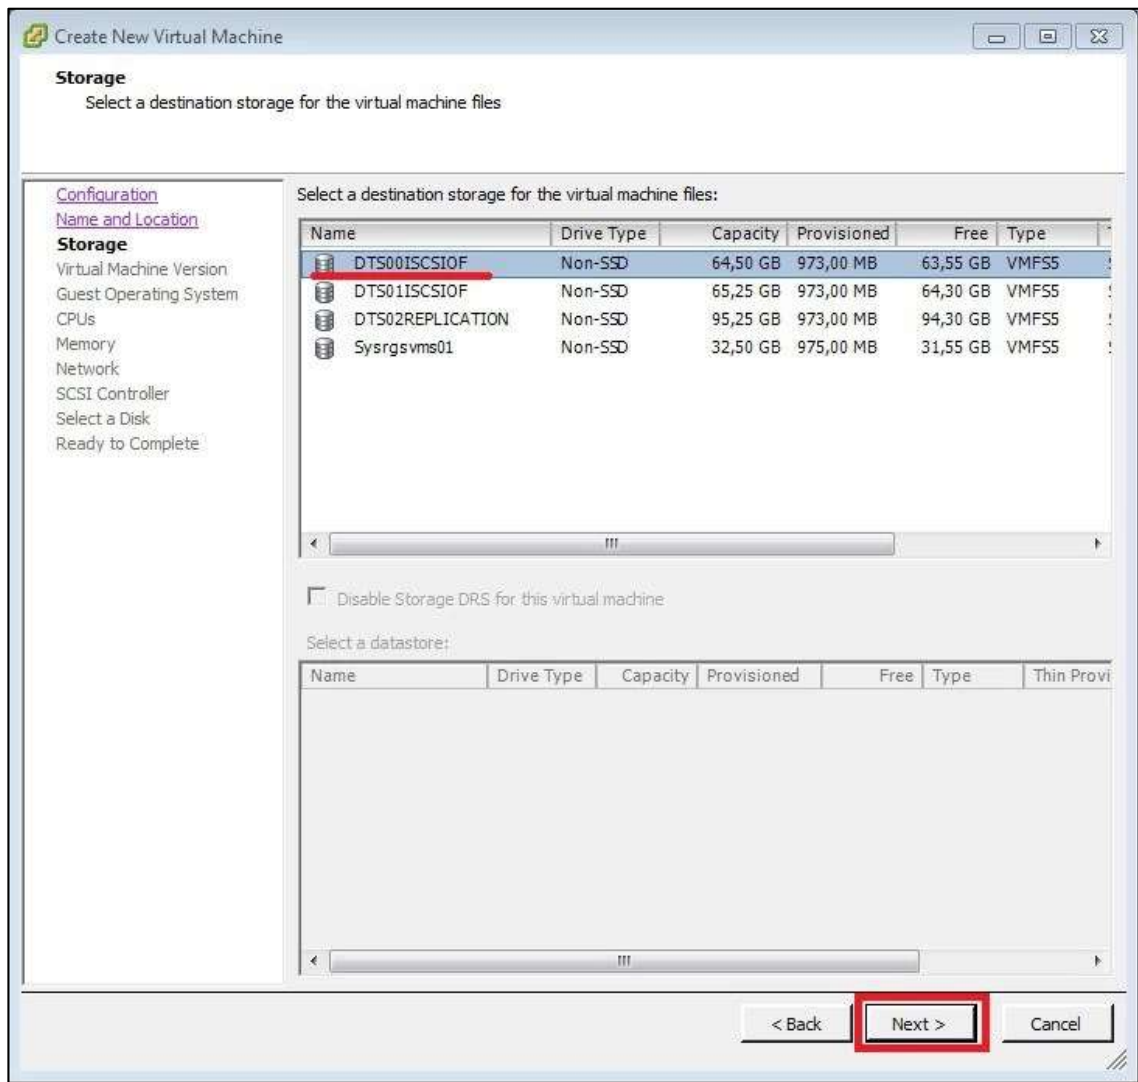 Create New Virtual Machine
Storage
Select a destination storage for the virtual machine files
Configuration
Name and Location
Storage
Virtual Machine Version
Guest Operating System
CPUs
Memory
Network
SCSI Controller
Select a Disk
Ready to Complete
Select a destination storage for the virtual machine files:
Name Drive Type Capacity Provisioned Free Type
DTS00ISCSIOF Non-SSD 64,50 GB 973,00 MB 63,55 GB VMFS5
DTS01ISCSIOF Non-SSD 65,25 GB 973,00 MB 64,30 GB VMFS5
DTS02REPLICATION Non-SSD 95,25 GB 973,00 MB 94,30 GB VMFS5
Sysrgsvms01 Non-SSD 32,50 GB 975,00 MB 31,55 GB VMFS5
Disable Storage DRS for this virtual machine
Select a datastore:
Name Drive Type Capacity Provisioned Free Type Thin Provi
< Back Next > Cancel